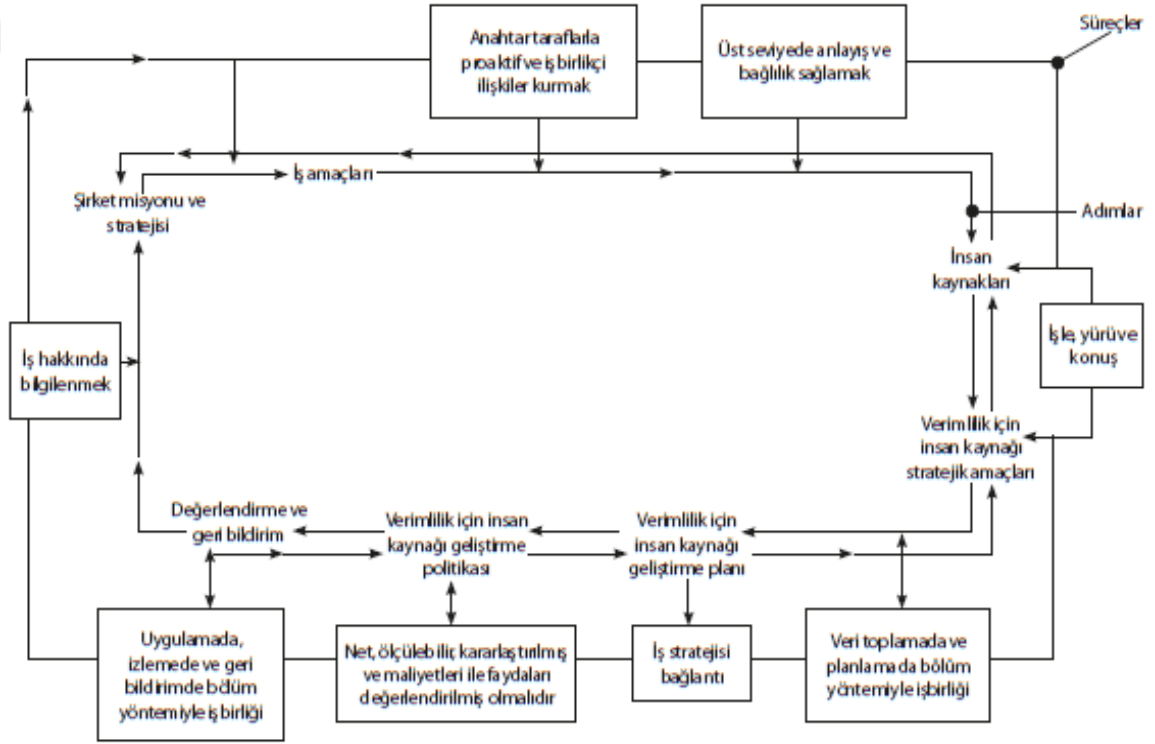 Anahtar taraflarla
proaktif ve iş birlikçi
ilişkiler kurmak
Üst seviyede anlayış ve
bağlılık sağlamak
Süreçler
İş amaçları
Şirket misyonu ve
stratejisi
Adımlar
İnsan
kaynakları
İş hakkında
bilgilenmek
İşle, yürü ve
konuş
Verimlilik için
insan kaynağı
stratejik amaçları
Değerlendirme ve
geri bildirim
Verimlilik için insan
kaynağı geliştirme
politikası
Verimlilik için
insan kaynağı
geliştirme planı
Uygulamada,
izlemede ve geri
bildirimde bölüm
yöntemiyle iş birliği
Net, ölçülebilir, kararlaştırılmış
ve maliyetleri ile faydaları
değerlendirilmiş olmalıdır
İş stratejisi
bağlantı
Veri toplamada ve
planlamada bölüm
yöntemiyle işbirliği